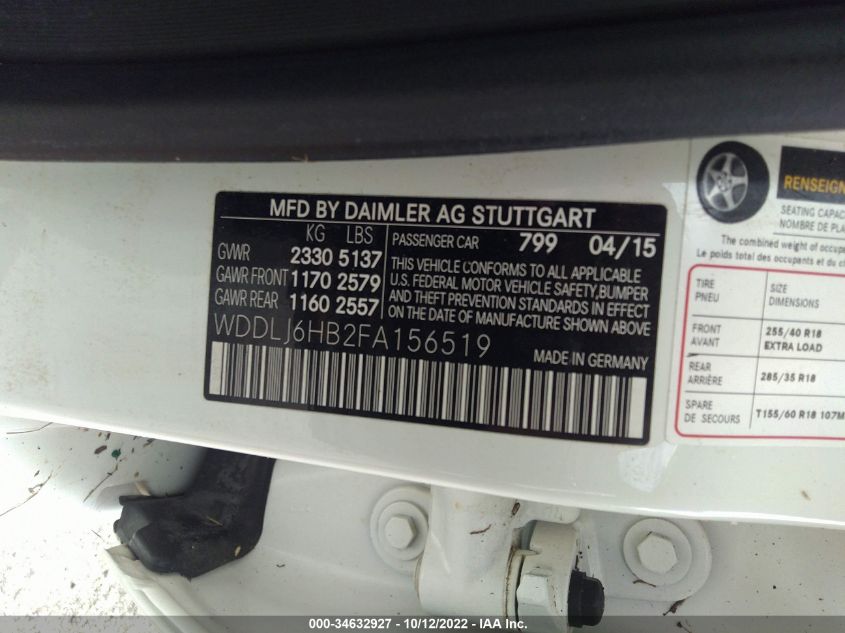 MFD BY DAIMLER AG STUTTGART
KG LBS
GVWR 2330 5137
GAWR FRONT 1170 2579
GAWR REAR 1160 2557
PASSENGER CAR 799 04/15
THIS VEHICLE CONFORMS TO ALL APPLICABLE
U.S. FEDERAL MOTOR VEHICLE SAFETY, BUMPER
AND THEFT PREVENTION STANDARDS IN EFFECT
ON THE DATE OF MANUFACTURE SHOWN ABOVE.
WDDLJ6HB2FA156519
MADE IN GERMANY
RENSEIGN
SEATING CAPAC
NOMBRE DE PLA
The combined weight of occup
Le poids total des occupants et du c
TIRE
PNEU
SIZE
DIMENSIONS
FRONT
AVANT
255/40 R18
EXTRA LOAD
REAR
ARRIÈRE
285/35 R18
SPARE
DE SECOURS
T155/60 R18 107M
000-34632927 - 10/12/2022 - IAA Inc.